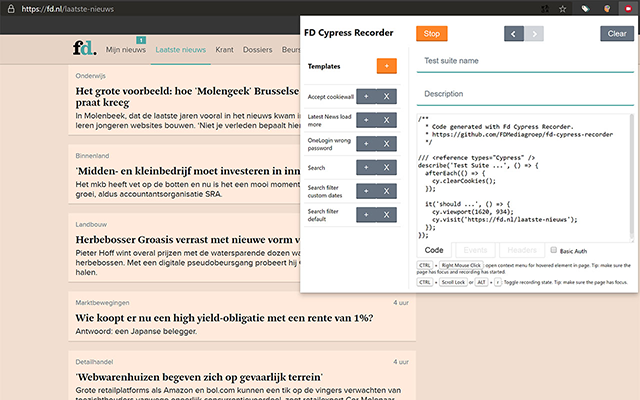 https://fd.nl/laatste-nieuws
fd.
Mijn nieuws
1
Laatste nieuws
Krant
Dossiers
Beurs
Onderwijs
Het grote voorbeeld: hoe 'Molengeek' Brusselse
praat kreeg
In Molenbeek, dat de laatste jaren vooral in het nieuws kwam
leren jongeren websites bouwen. 'Niet je verleden bepaalt
Binnenland
'Midden- en kleinbedrijf moet investeren in
Het mkb heeft vet op de botten en nu is het een mooi moment
groei, aldus accountantsorganisatie SRA.
Landbouw
Herbebosser Groasis verrast met nieuwe vorm
Pieter Hoff wint overal prijzen met de watersparende dozen
herbebossen. Met een digitale pseudobeursgang probeert hij
halen.
Marktbewegingen
4 uur
Wie koopt er nu een high yield-obligatie met een rente van 1%?
Antwoord: een Japanse belegger.
Detailhandel
4 uur
'Webwarenhuizen begeven zich op gevaarlijk terrein'
Grote retailplatforms als Amazon en bol.com kunnen een tik op de vingers verwachten van
FD Cypress Recorder
Stop
<
>
Clear
Templates
+
Accept cookiewall
+
X
Latest News load
more
+
X
OneLogin wrong
password
+
X
Search
+
X
Search filter
custom dates
+
X
Search filter
default
+
X
Test suite name
Description
/**
* Code generated with Fd Cypress Recorder.
* https://github.com/FDMediagroep/fd-cypress-recorder
*/
/// <reference types="Cypress" />
describe('Test Suite ...', () => {
afterEach(() => {
cy.clearCookies();
});
it('should ...', () => {
cy.viewport(1620, 934);
cy.visit('https://fd.nl/laatste-nieuws');
});
});
Code
Events
Headers
Basic Auth
CTRL + Right Mouse Click : open context menu for hovered element in page. Tip: make sure the
page has focus and recording has started.
CTRL + Scroll Lock or ALT + r Toggle recording state. Tip: make sure the page has focus.